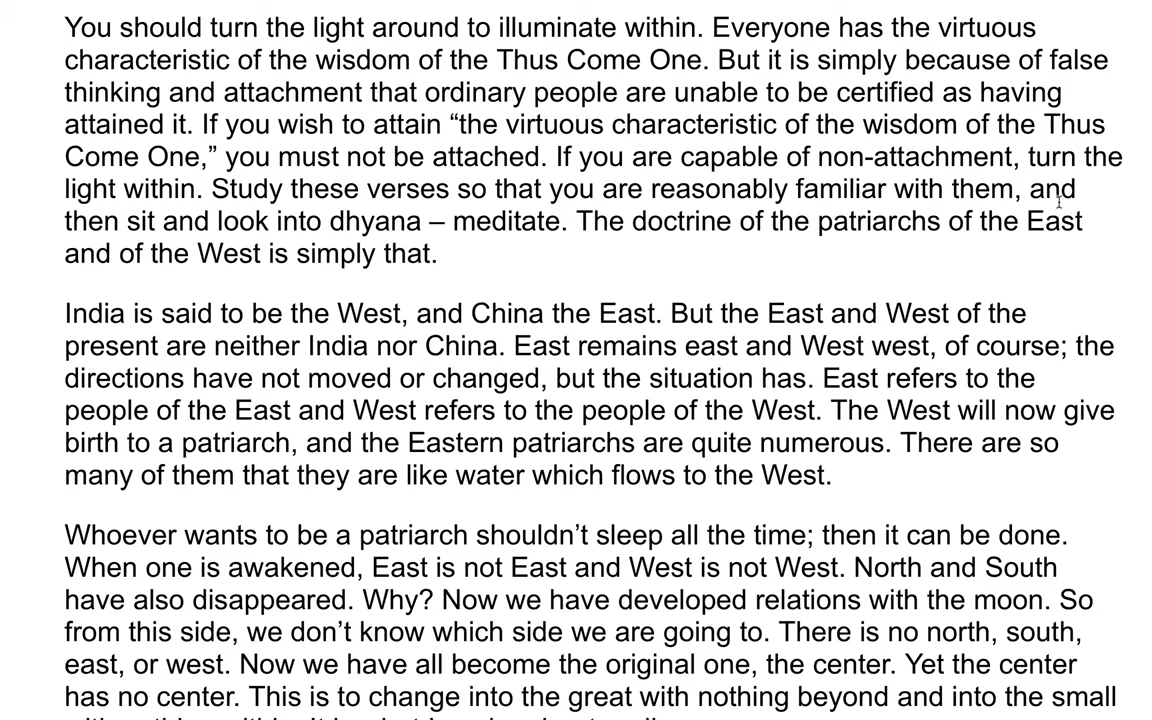 You should turn the light around to illuminate within. Everyone has the virtuous
characteristic of the wisdom of the Thus Come One. But it is simply because of false
thinking and attachment that ordinary people are unable to be certified as having
attained it. If you wish to attain “the virtuous characteristic of the wisdom of the Thus
Come One,” you must not be attached. If you are capable of non-attachment, turn the
light within. Study these verses so that you are reasonably familiar with them, and
then sit and look into dhyana – meditate. The doctrine of the patriarchs of the East
and of the West is simply that.
India is said to be the West, and China the East. But the East and West of the
present are neither India nor China. East remains east and West west, of course; the
directions have not moved or changed, but the situation has. East refers to the
people of the East and West refers to the people of the West. The West will now give
birth to a patriarch, and the Eastern patriarchs are quite numerous. There are so
many of them that they are like water which flows to the West.
Whoever wants to be a patriarch shouldn’t sleep all the time; then it can be done.
When one is awakened, East is not East and West is not West. North and South
have also disappeared. Why? Now we have developed relations with the moon. So
from this side, we don’t know which side we are going to. There is no north, south,
east, or west. Now we have all become the original one, the center. Yet the center
has no center. This is to change into the great with nothing beyond and into the small